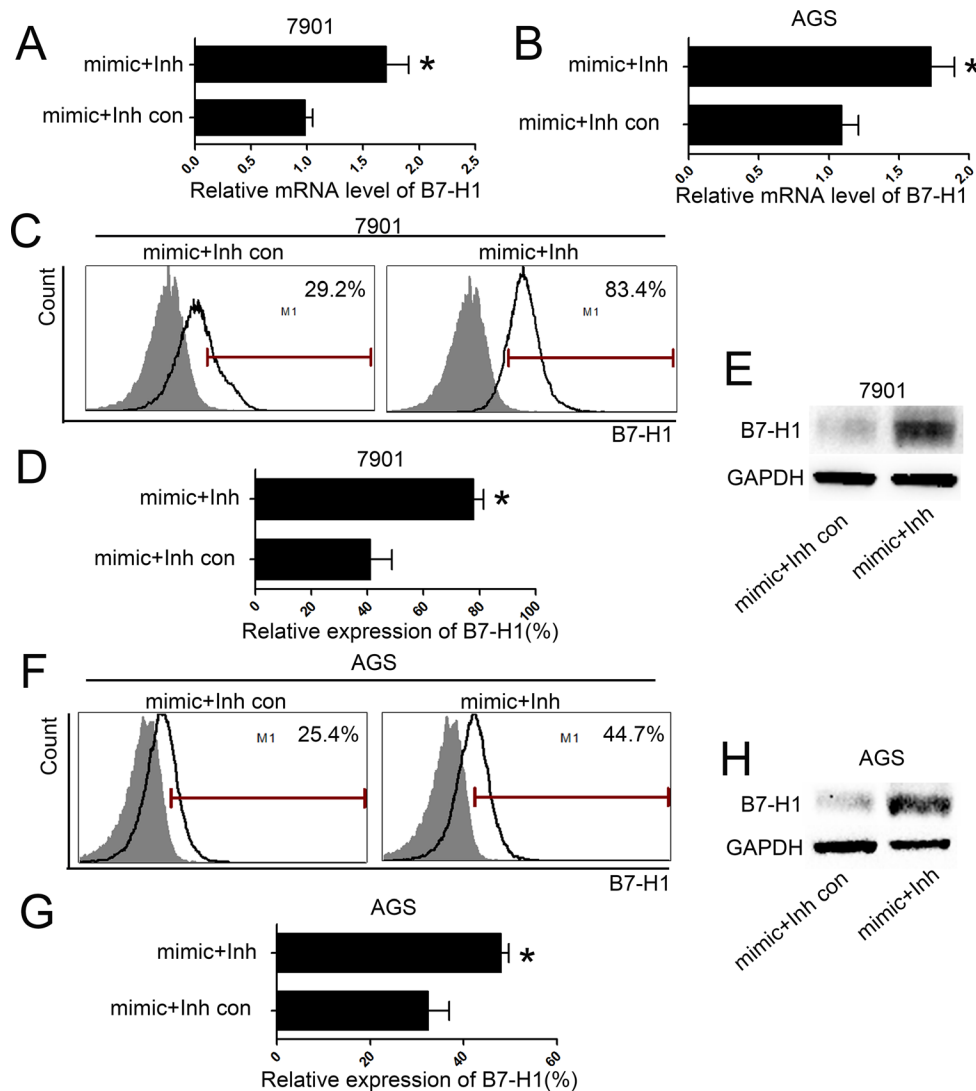 A
7901
mimic+Inh
*
mimic+Inh con
0.0 0.5 1.0 1.5 2.0 2.5
Relative mRNA level of B7-H1
B
AGS
mimic+Inh
*
mimic+Inh con
0.0 0.5 1.0 1.5 2.0
Relative mRNA level of B7-H1
C
7901
mimic+Inh con
mimic+Inh
Count
29.2%
M1
83.4%
M1
B7-H1
D
7901
mimic+Inh
*
mimic+Inh con
0 20 40 60 80 100
Relative expression of B7-H1(%)
E
7901
B7-H1
GAPDH
mimic+Inh con
mimic+Inh
F
AGS
mimic+Inh con
mimic+Inh
Count
M1 25.4%
M1 44.7%
B7-H1
G
AGS
mimic+Inh
*
mimic+Inh con
0 20 40 60
Relative expression of B7-H1(%)
H
AGS
B7-H1
GAPDH
mimic+Inh con
mimic+Inh